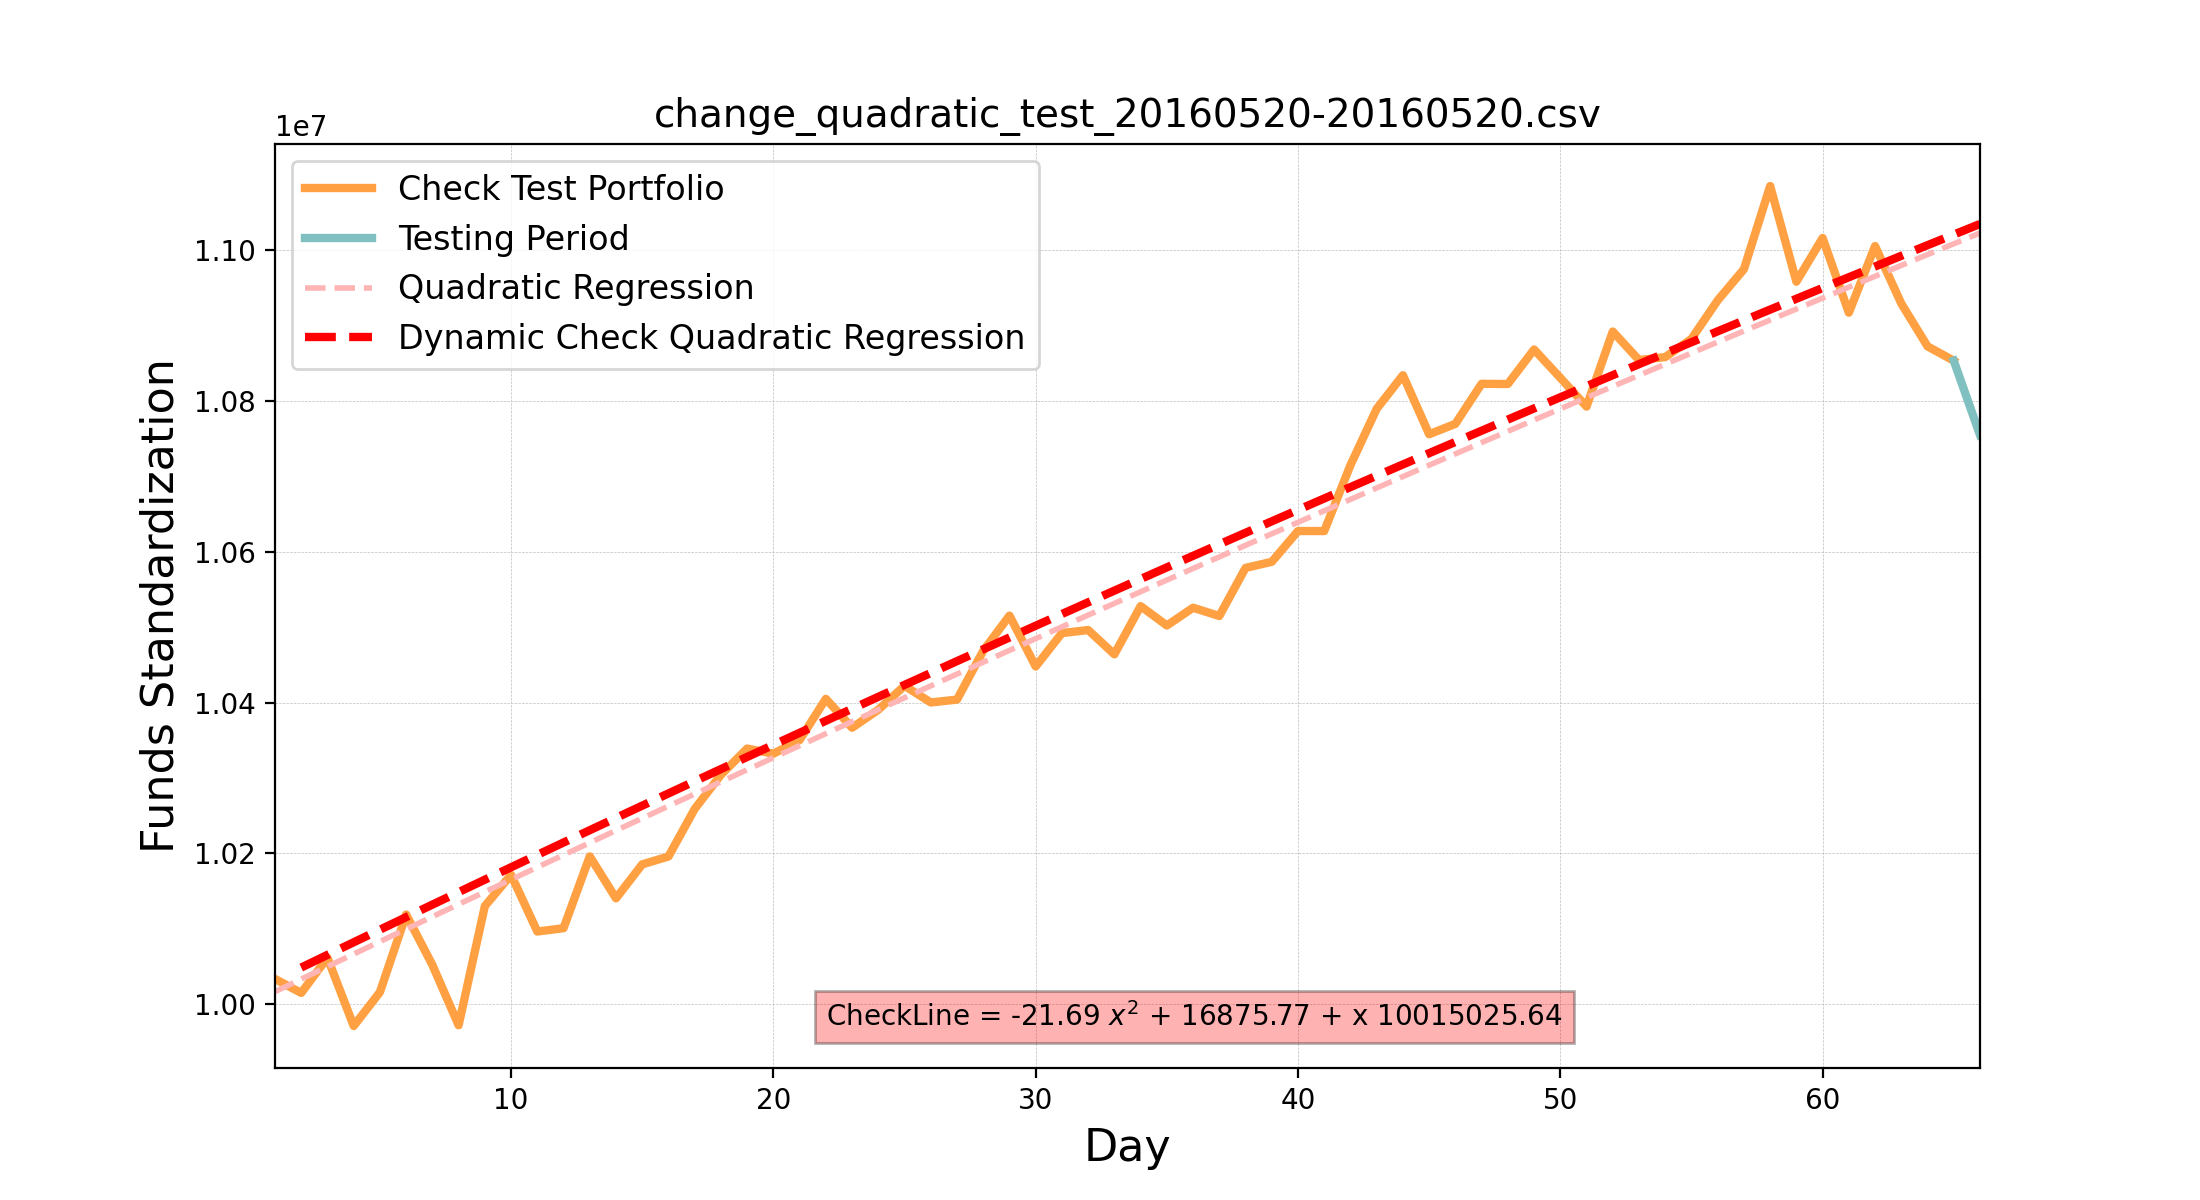 change_quadratic_test_20160520-20160520.csv
1e7
Check Test Portfolio
Testing Period
Quadratic Regression
Dynamic Check Quadratic Regression
1.10
1.08
1.06
1.04
1.02
1.00
Funds Standardization
CheckLine = -21.69 x² + 16875.77 + x 10015025.64
10 20 30 40 50 60
Day